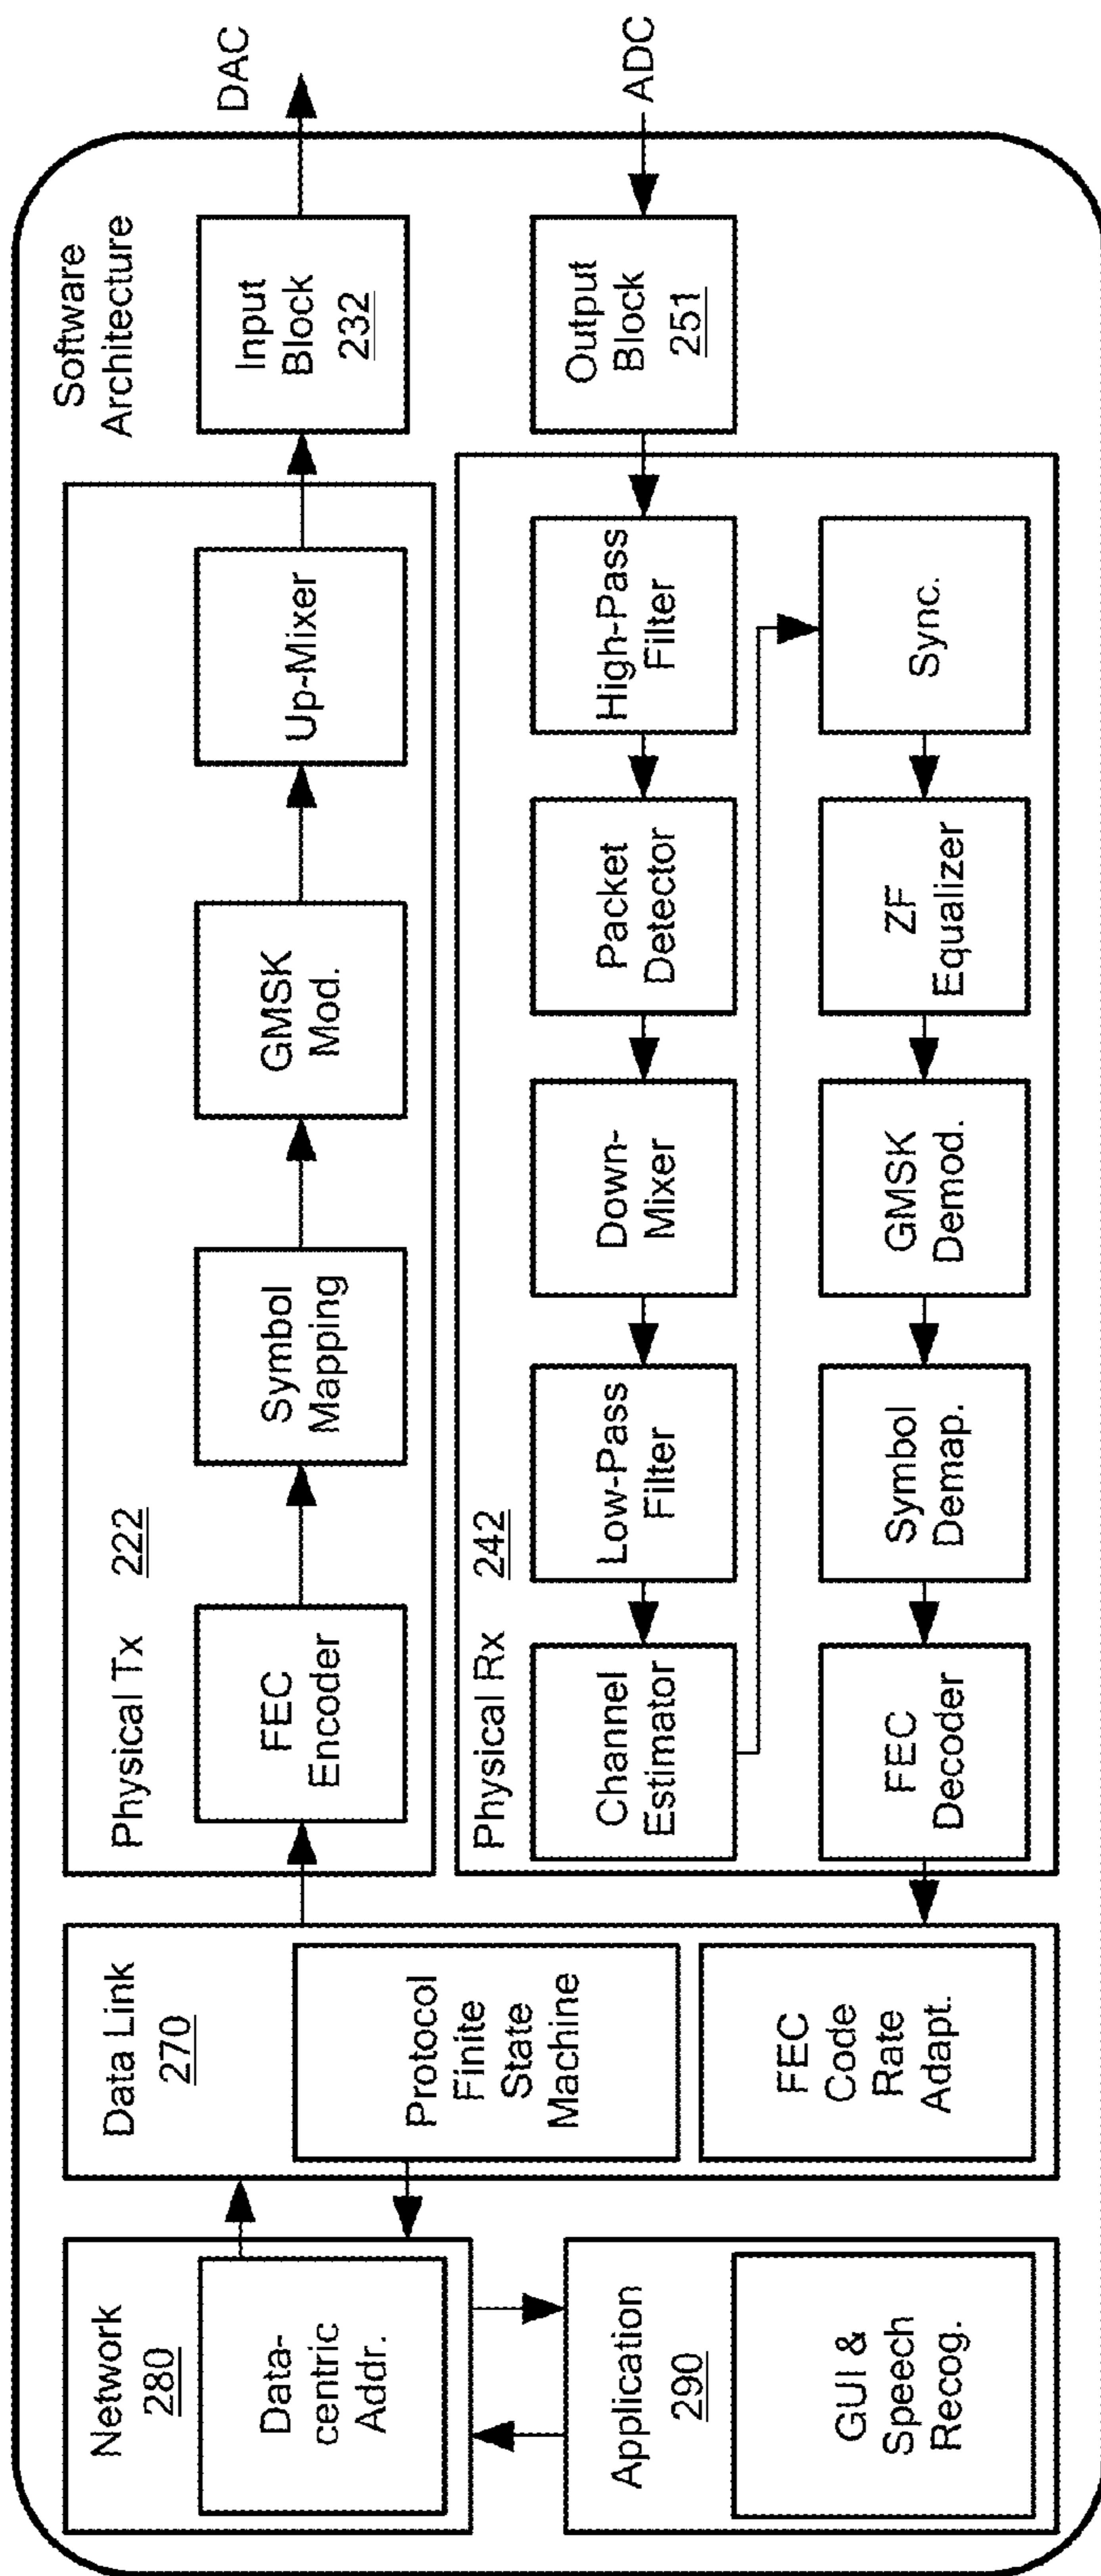 Software
Architecture
Network
280
Data-
centric
Addr.
Application
290
GUI &
Speech
Recog.
Data Link
270
Protocol
Finite
State
Machine
FEC
Code
Rate
Adapt.
Physical Tx 222
FEC
Encoder
Symbol
Mapping
GMSK
Mod.
Up-Mixer
Input
Block
232
DAC
Physical Rx 242
Channel
Estimator
Low-Pass
Filter
Down-
Mixer
Packet
Detector
High-Pass
Filter
Output
Block
251
ADC
FEC
Decoder
Symbol
Demap.
GMSK
Demod.
ZF
Equalizer
Sync.